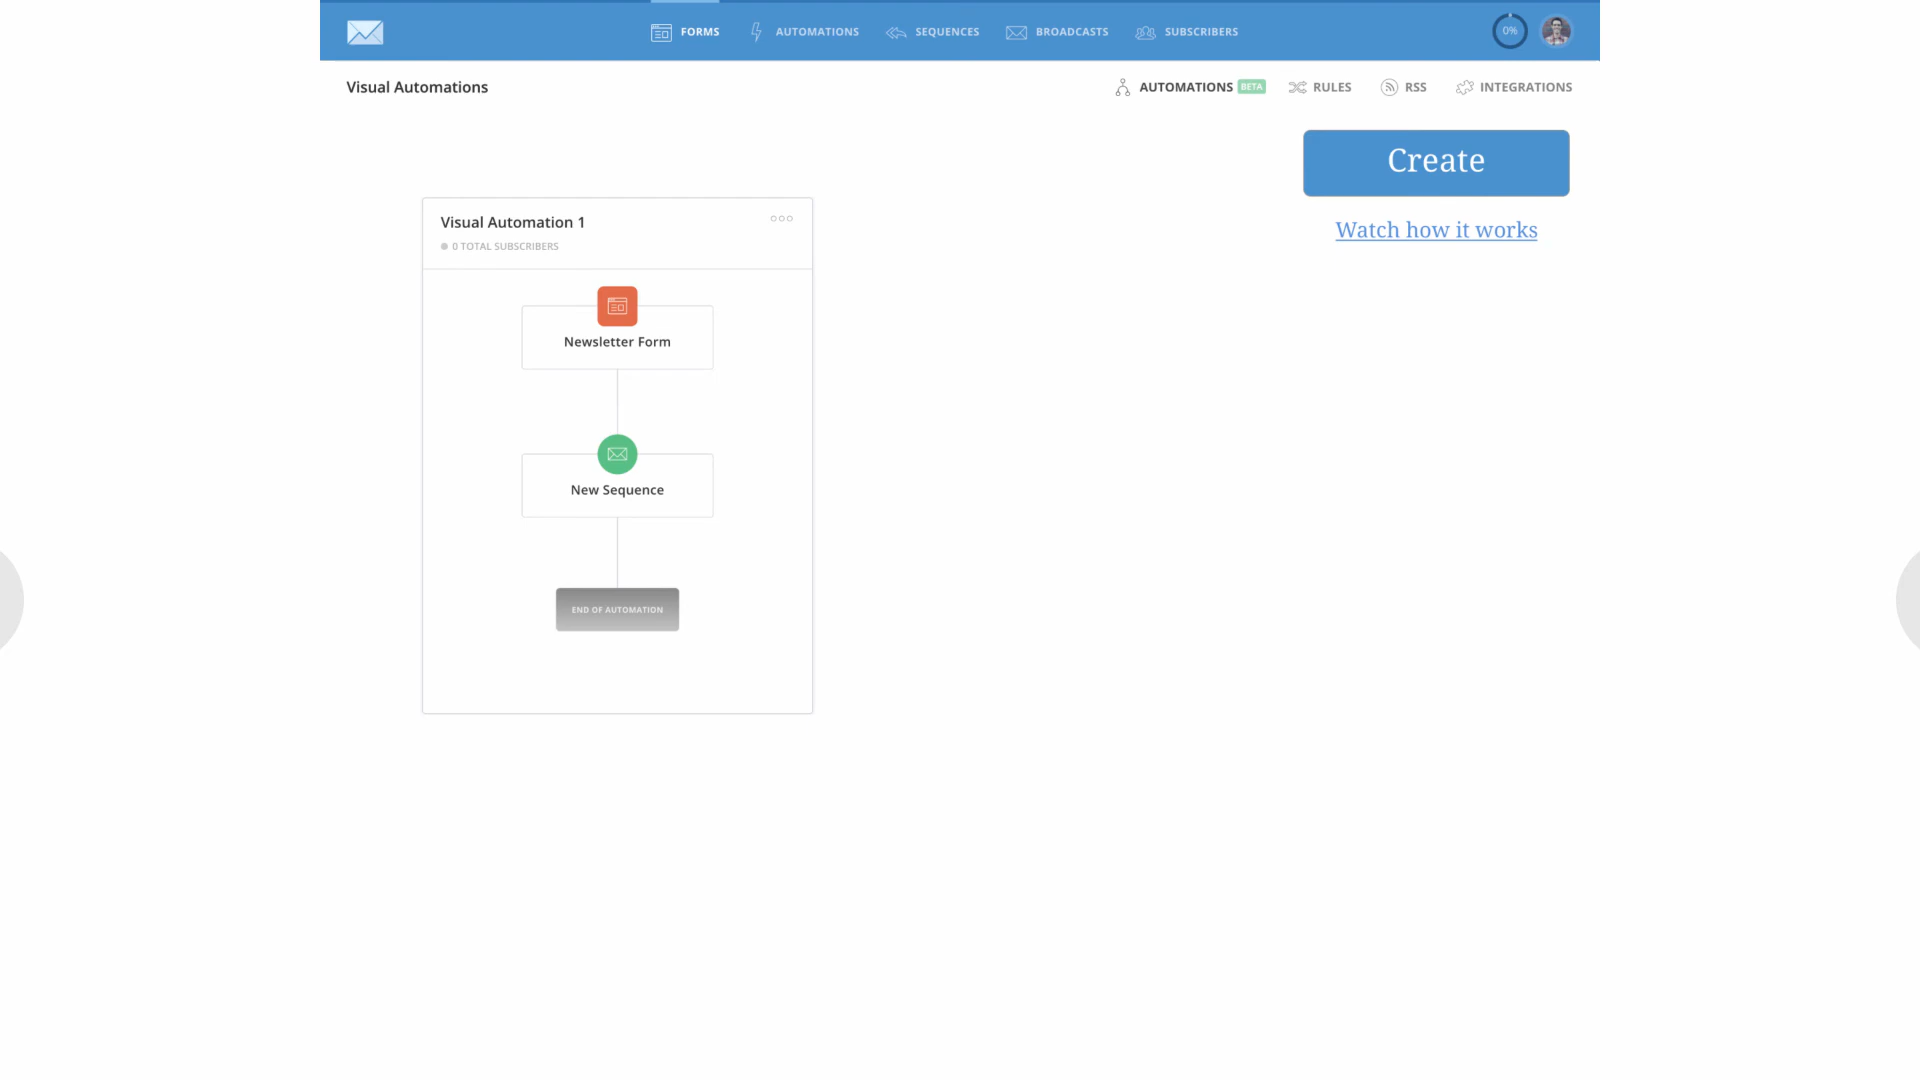 FORMS
AUTOMATIONS
SEQUENCES
BROADCASTS
SUBSCRIBERS
0%
Visual Automations
AUTOMATIONS BETA
RULES
RSS
INTEGRATIONS
Create
Watch how it works
Visual Automation 1
0 TOTAL SUBSCRIBERS
Newsletter Form
New Sequence
END OF AUTOMATION